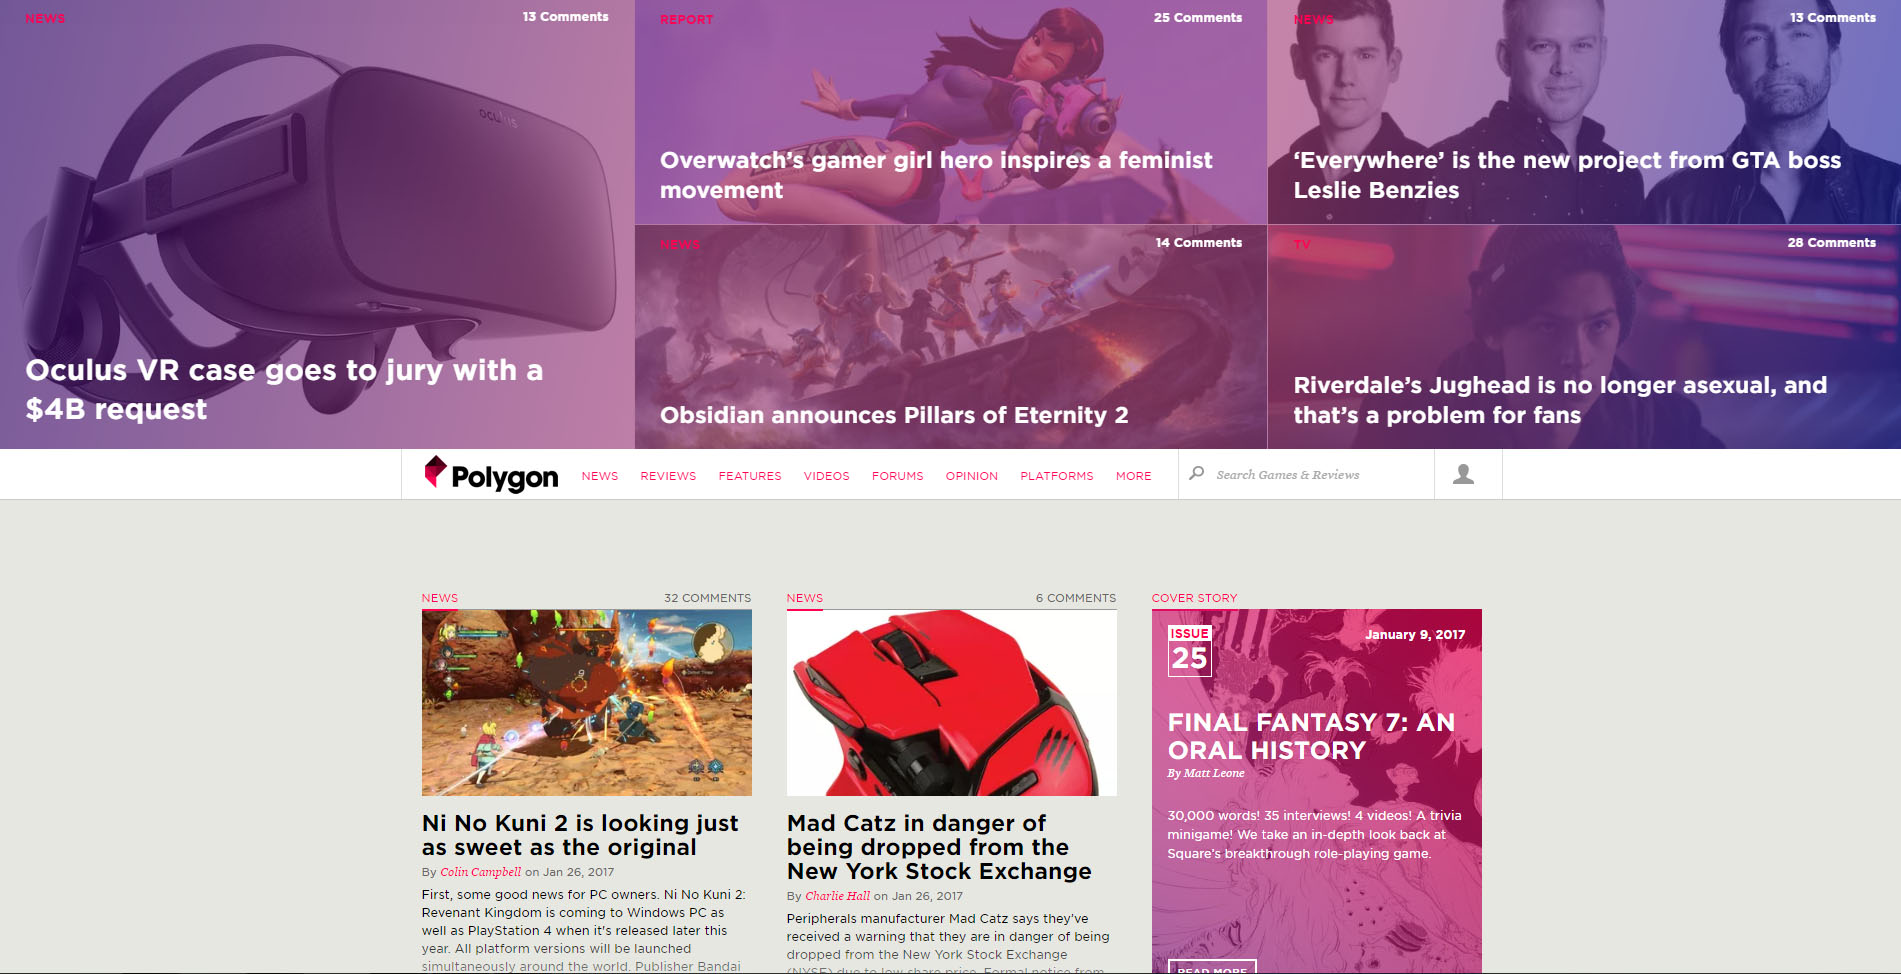 NEWS
13 Comments
OCULUS
Oculus VR case goes to jury with a
$4B request
REPORT
25 Comments
Overwatch’s gamer girl hero inspires a feminist
movement
NEWS
13 Comments
‘Everywhere’ is the new project from GTA boss
Leslie Benzies
NEWS
14 Comments
Obsidian announces Pillars of Eternity 2
TV
28 Comments
Riverdale’s Jughead is no longer asexual, and
that’s a problem for fans
Polygon
NEWS REVIEWS FEATURES VIDEOS FORUMS OPINION PLATFORMS MORE
Search Games & Reviews
NEWS
32 COMMENTS
Ni No Kuni 2 is looking just
as sweet as the original
By Colin Campbell on Jan 26, 2017
First, some good news for PC owners. Ni No Kuni 2:
Revenant Kingdom is coming to Windows PC as
well as PlayStation 4 when it's released later this
year. All platform versions will be launched
simultaneously around the world. Publisher Bandai
NEWS
6 COMMENTS
Mad Catz in danger of
being dropped from the
New York Stock Exchange
By Charlie Hall on Jan 26, 2017
Peripherals manufacturer Mad Catz says they've
received a warning that they are in danger of being
dropped from the New York Stock Exchange
(NYSE) due to low share price. Formal notice from
COVER STORY
ISSUE
25
January 9, 2017
FINAL FANTASY 7: AN
ORAL HISTORY
By Matt Leone
30,000 words! 35 interviews! 4 videos! A trivia
minigame! We take an in-depth look back at
Square's breakthrough role-playing game.
READ MORE